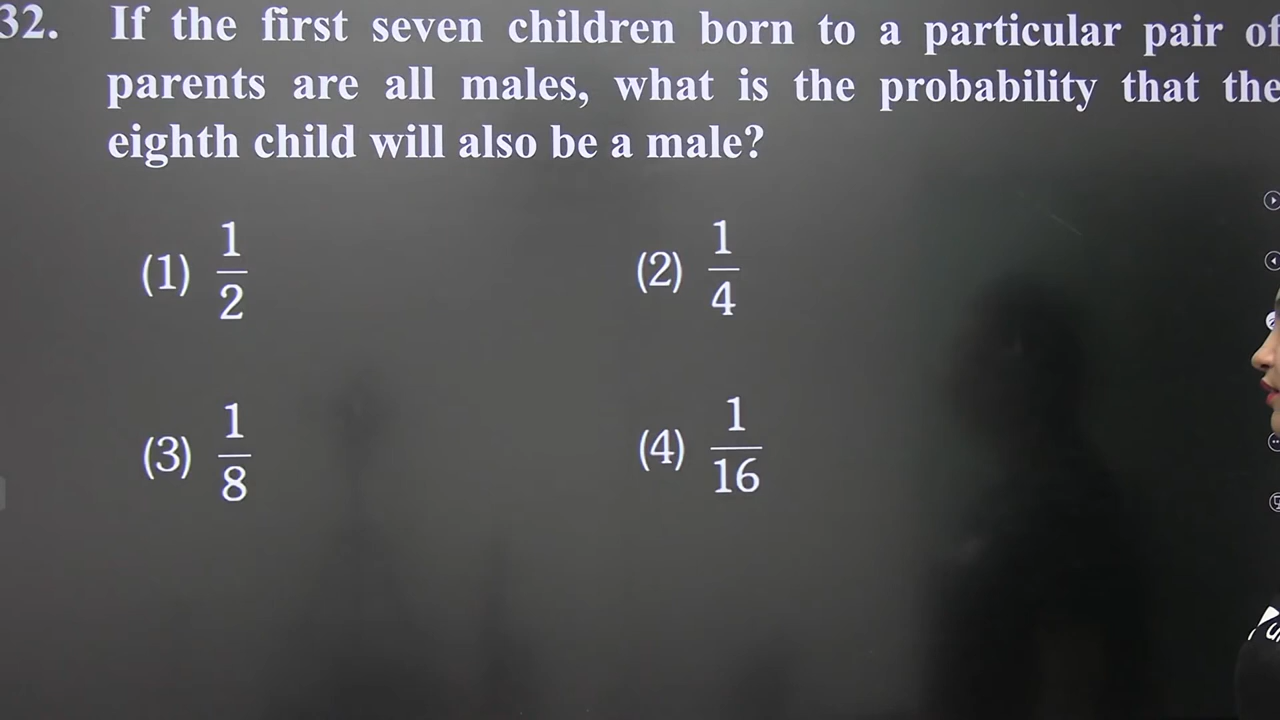 32. If the first seven children born to a particular pair of
parents are all males, what is the probability that the
eighth child will also be a male?
(1) 1/2 (2) 1/4
(3) 1/8 (4) 1/16